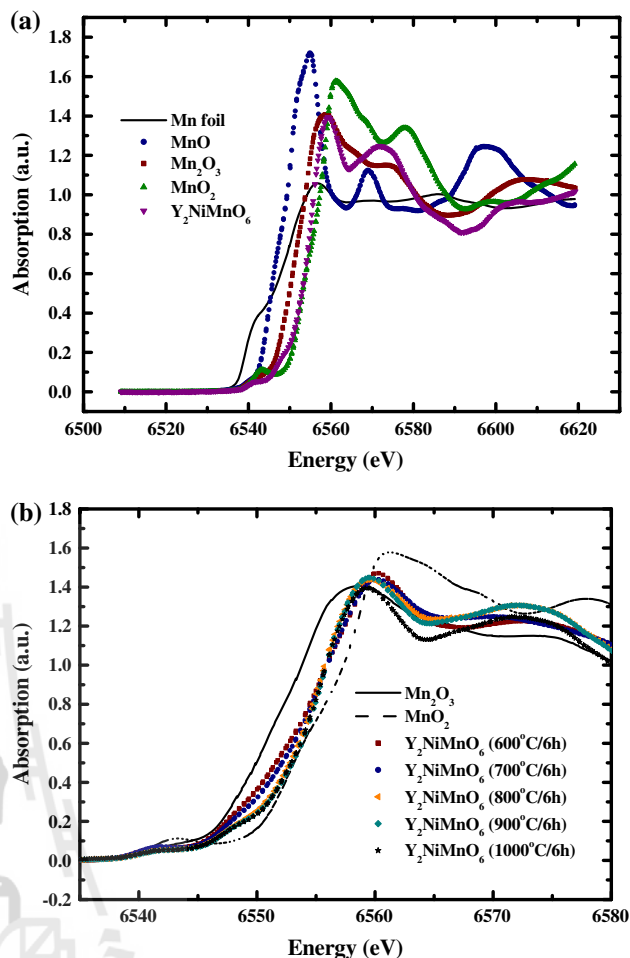 (a)
1.8
1.6
1.4
1.2
1.0
0.8
0.6
0.4
0.2
0.0
Absorption (a.u.)
Mn foil
MnO
Mn₂O₃
MnO₂
Y₂NiMnO₆
6500 6520 6540 6560 6580 6600 6620
Energy (eV)
(b)
1.8
1.6
1.4
1.2
1.0
0.8
0.6
0.4
0.2
0.0
-0.2
Absorption (a.u.)
Mn₂O₃
MnO₂
Y₂NiMnO₆ (600°C/6h)
Y₂NiMnO₆ (700°C/6h)
Y₂NiMnO₆ (800°C/6h)
Y₂NiMnO₆ (900°C/6h)
Y₂NiMnO₆ (1000°C/6h)
6540 6550 6560 6570 6580
Energy (eV)